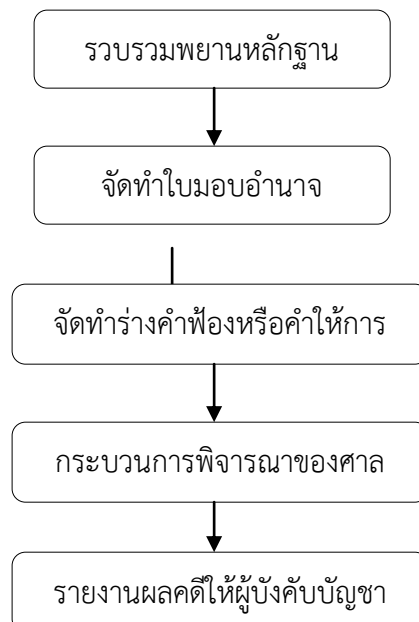 รวบรวมพยานหลักฐาน
จัดทำใบมอบอำนาจ
จัดทำร่างคำฟ้องหรือคำให้การ
กระบวนการพิจารณาของศาล
รายงานผลคดีให้ผู้บังคับบัญชา